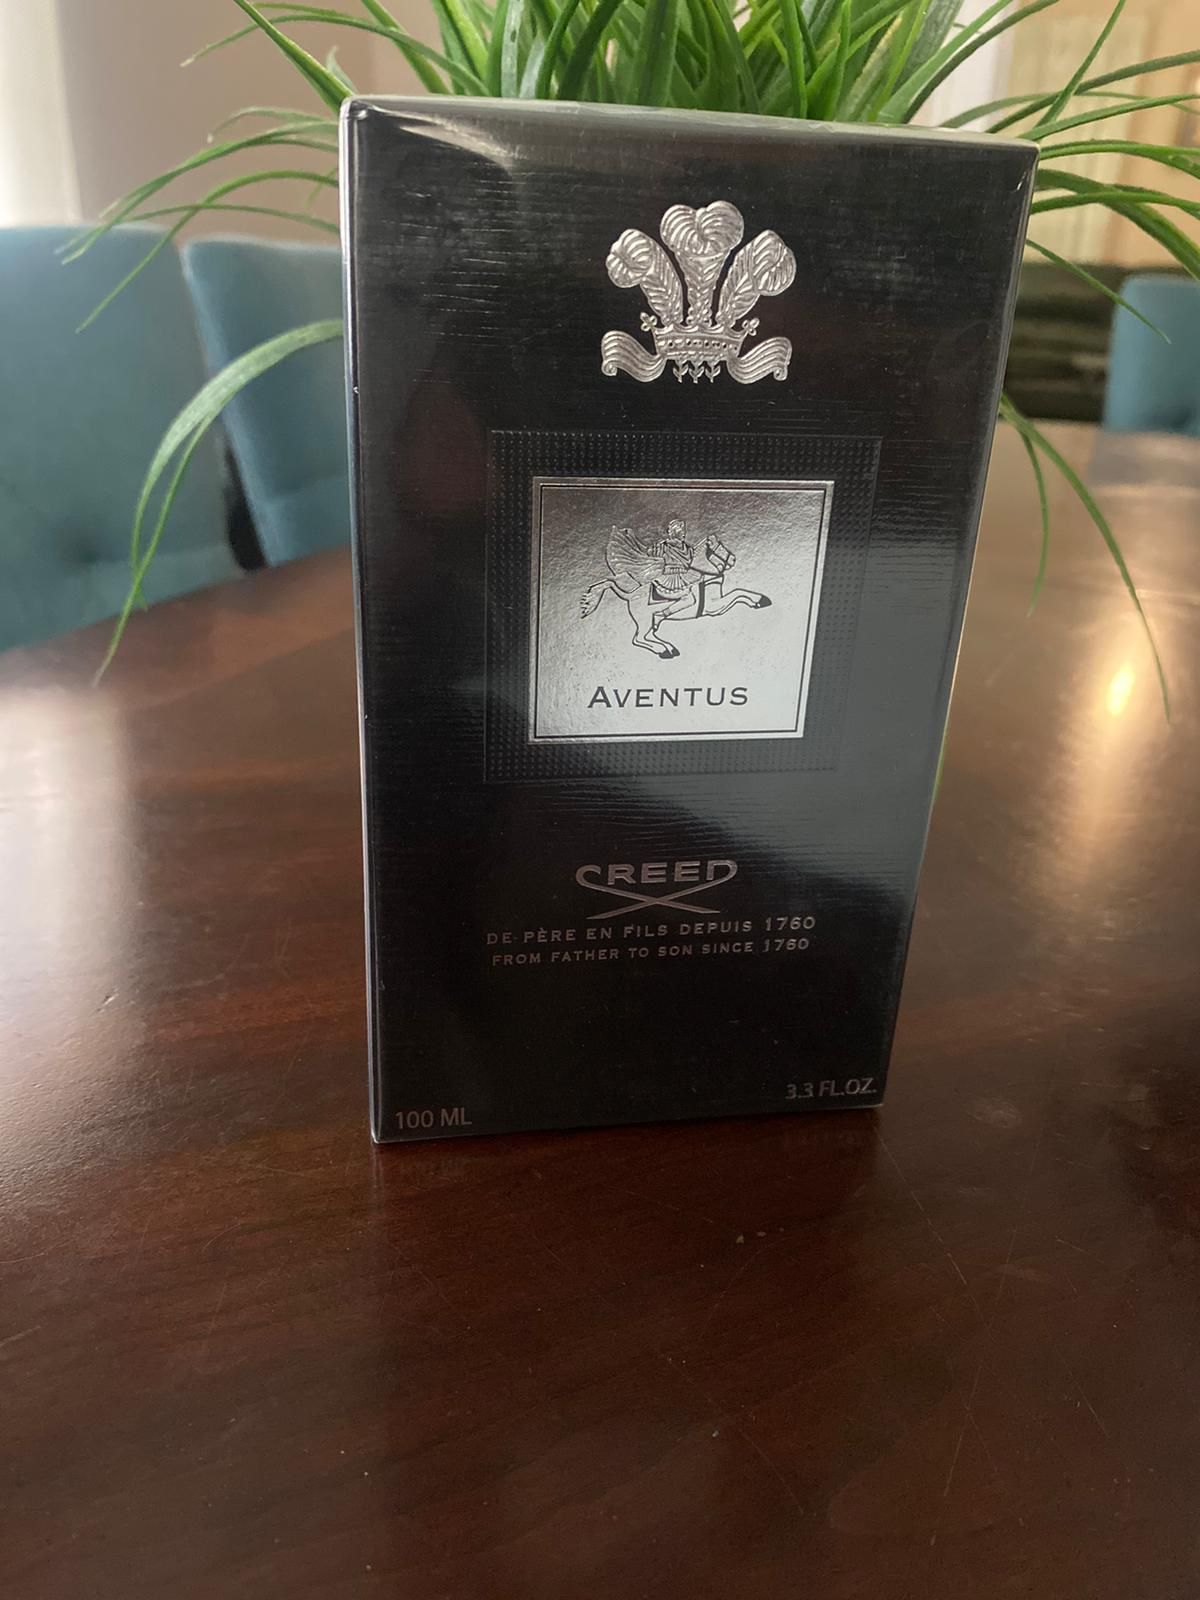 AVENTUS
CREED
DE PÈRE EN FILS DEPUIS 1760
FROM FATHER TO SON SINCE 1760
100 ML
3.3 FL.OZ.